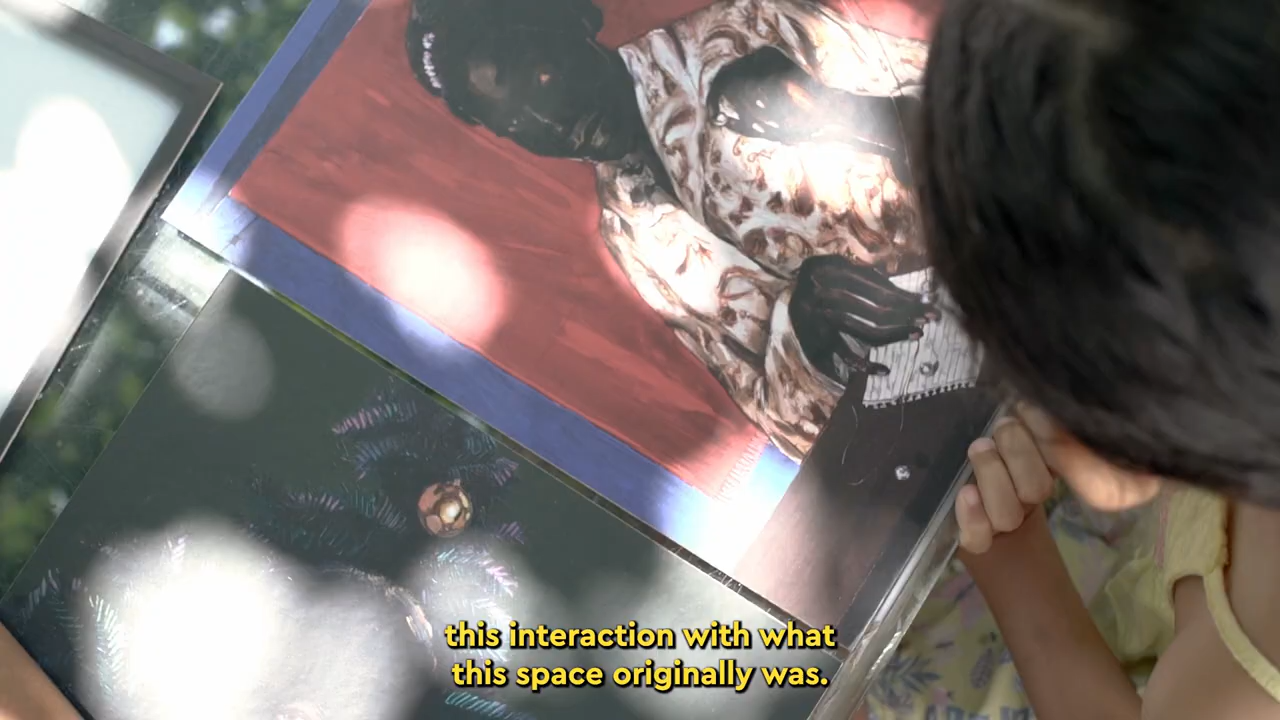 this interaction with what
this space originally was.